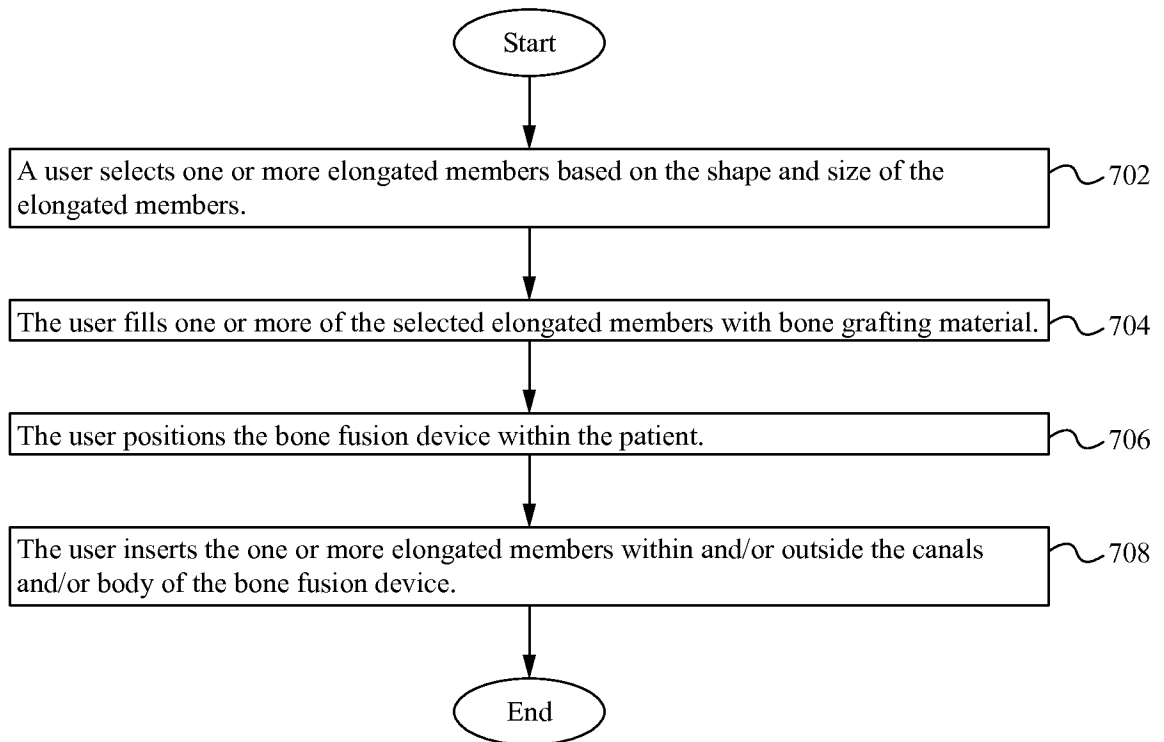 Start
A user selects one or more elongated members based on the shape and size of the
elongated members.
702
The user fills one or more of the selected elongated members with bone grafting material.
704
The user positions the bone fusion device within the patient.
706
The user inserts the one or more elongated members within and/or outside the canals
and/or body of the bone fusion device.
708
End